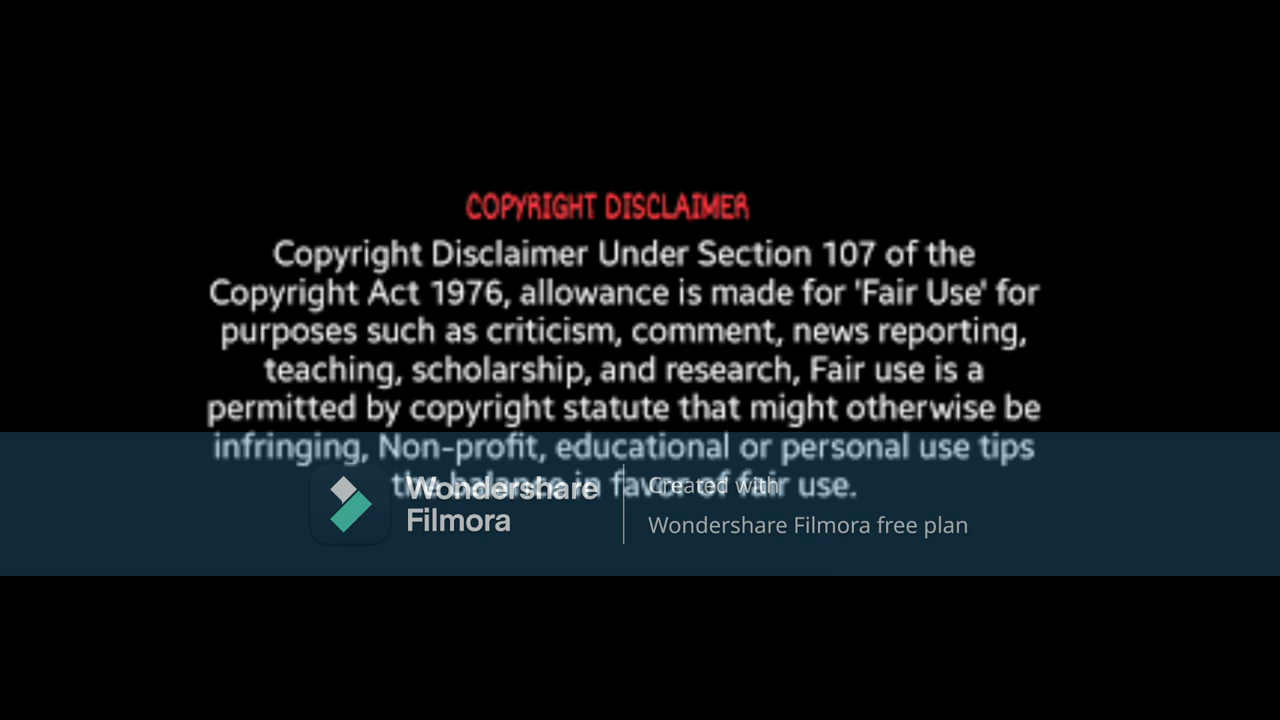 COPYRIGHT DISCLAIMER
Copyright Disclaimer Under Section 107 of the
Copyright Act 1976, allowance is made for 'Fair Use' for
purposes such as criticism, comment, news reporting,
teaching, scholarship, and research, Fair use is a
permitted by copyright statute that might otherwise be
infringing, Non-profit, educational or personal use tips
the balance in favor of fair use.
Wondershare
Filmora
Created with
Wondershare Filmora free plan